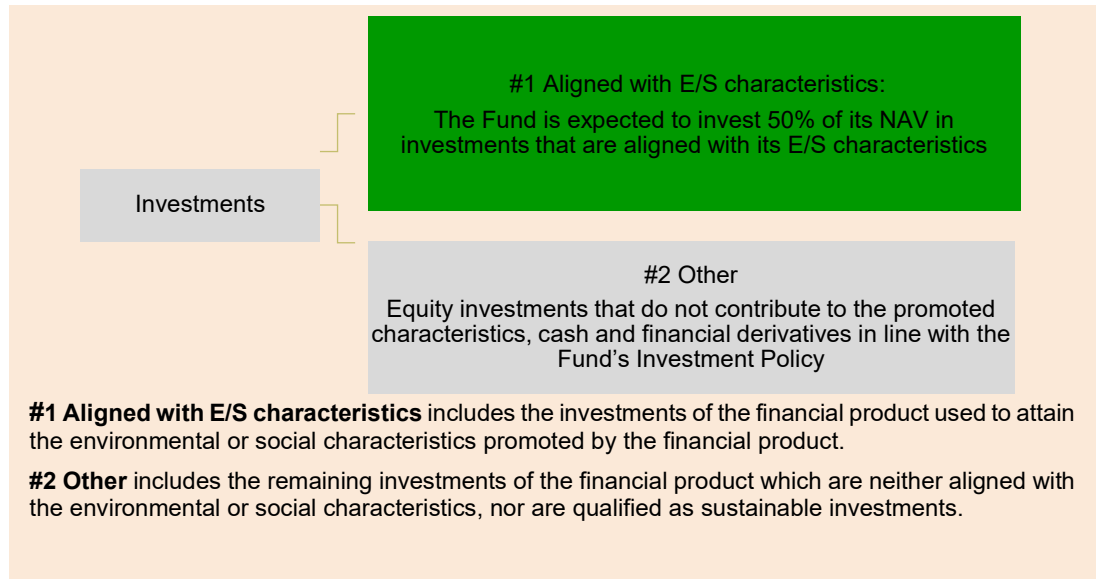 #1 Aligned with E/S characteristics:
The Fund is expected to invest 50% of its NAV in
investments that are aligned with its E/S characteristics
Investments
#2 Other
Equity investments that do not contribute to the promoted
characteristics, cash and financial derivatives in line with the
Fund’s Investment Policy
#1 Aligned with E/S characteristics includes the investments of the financial product used to attain
the environmental or social characteristics promoted by the financial product.
#2 Other includes the remaining investments of the financial product which are neither aligned with
the environmental or social characteristics, nor are qualified as sustainable investments.